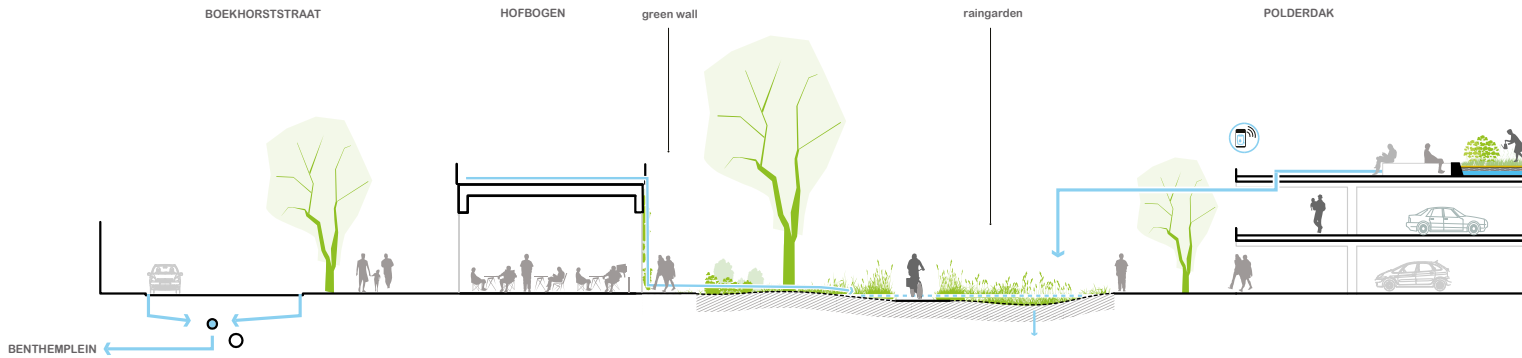 BOEKHORSTSTRAAT
HOFBOGEN
green wall
raingarden
POLDERDAK
BENTHEMPLEIN